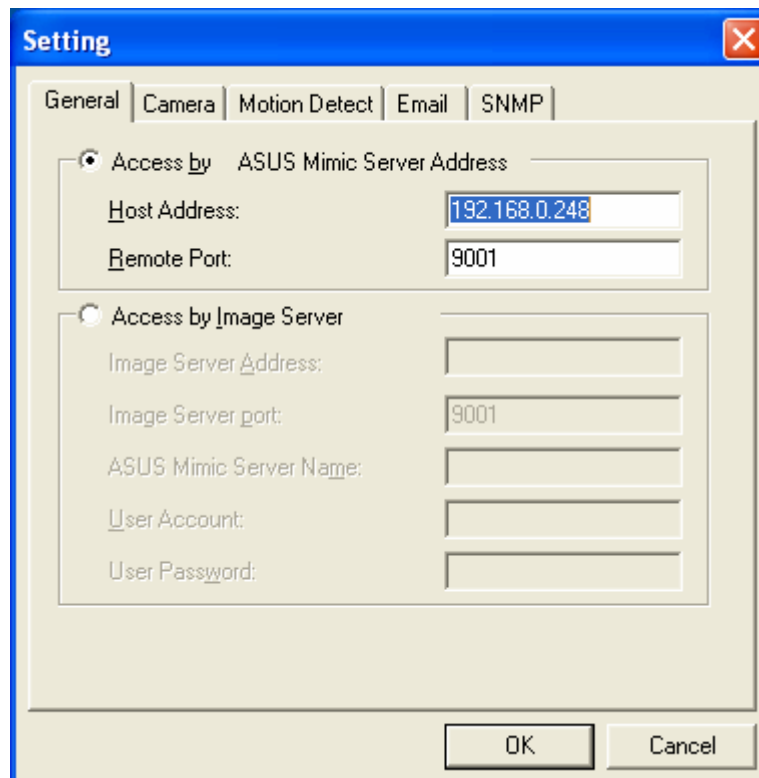 Setting
General Camera Motion Detect Email SNMP
Access by ASUS Mimic Server Address
Host Address: 192.168.0.248
Remote Port: 9001
Access by Image Server
Image Server Address:
Image Server port: 9001
ASUS Mimic Server Name:
User Account:
User Password:
OK Cancel